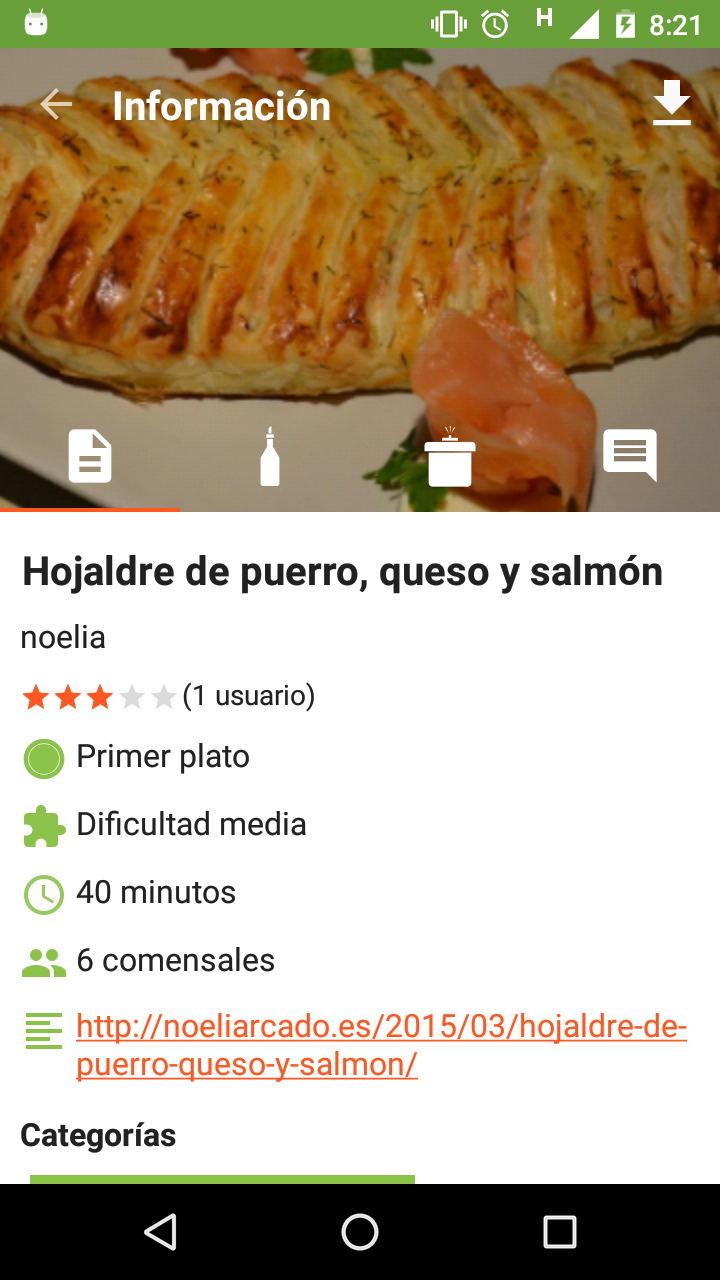 H 8:21
Información
Hojaldre de puerro, queso y salmón
noelia
(1 usuario)
Primer plato
Dificultad media
40 minutos
6 comensales
http://noeliarcado.es/2015/03/hojaldre-de-
puerro-queso-y-salmon/
Categorías